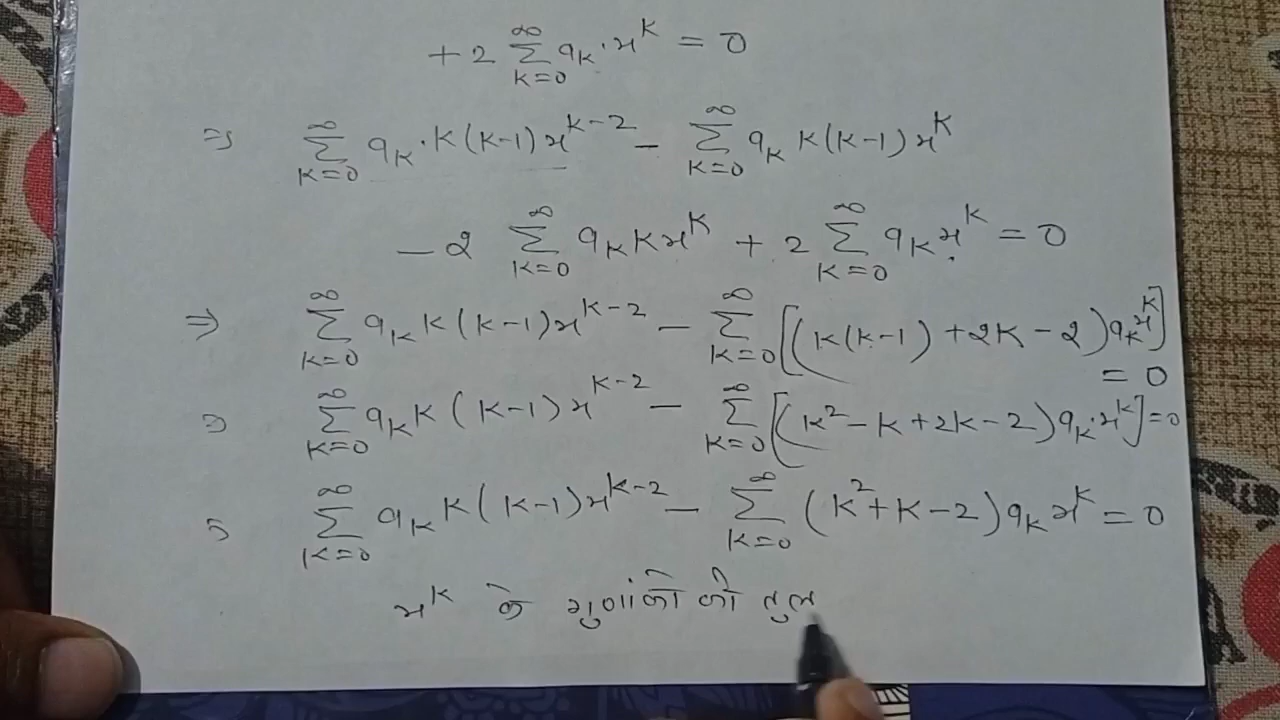 + 2 ∑_{K=0}^{∞} a_K · x^K = 0
⇒ ∑_{K=0}^{∞} a_K · K(K-1) x^{K-2} - ∑_{K=0}^{∞} a_K K(K-1) x^K
- 2 ∑_{K=0}^{∞} a_K K x^K + 2 ∑_{K=0}^{∞} a_K x^K = 0
⇒ ∑_{K=0}^{∞} a_K K(K-1) x^{K-2} - ∑_{K=0}^{∞} [(K(K-1) + 2K - 2) a_K x^K] = 0
⇒ ∑_{K=0}^{∞} a_K K(K-1) x^{K-2} - ∑_{K=0}^{∞} [(K^2 - K + 2K - 2) a_K · x^K] = 0
⇒ ∑_{K=0}^{∞} a_K K(K-1) x^{K-2} - ∑_{K=0}^{∞} (K^2 + K - 2) a_K x^K = 0
x^K के गुणांकों की तुल